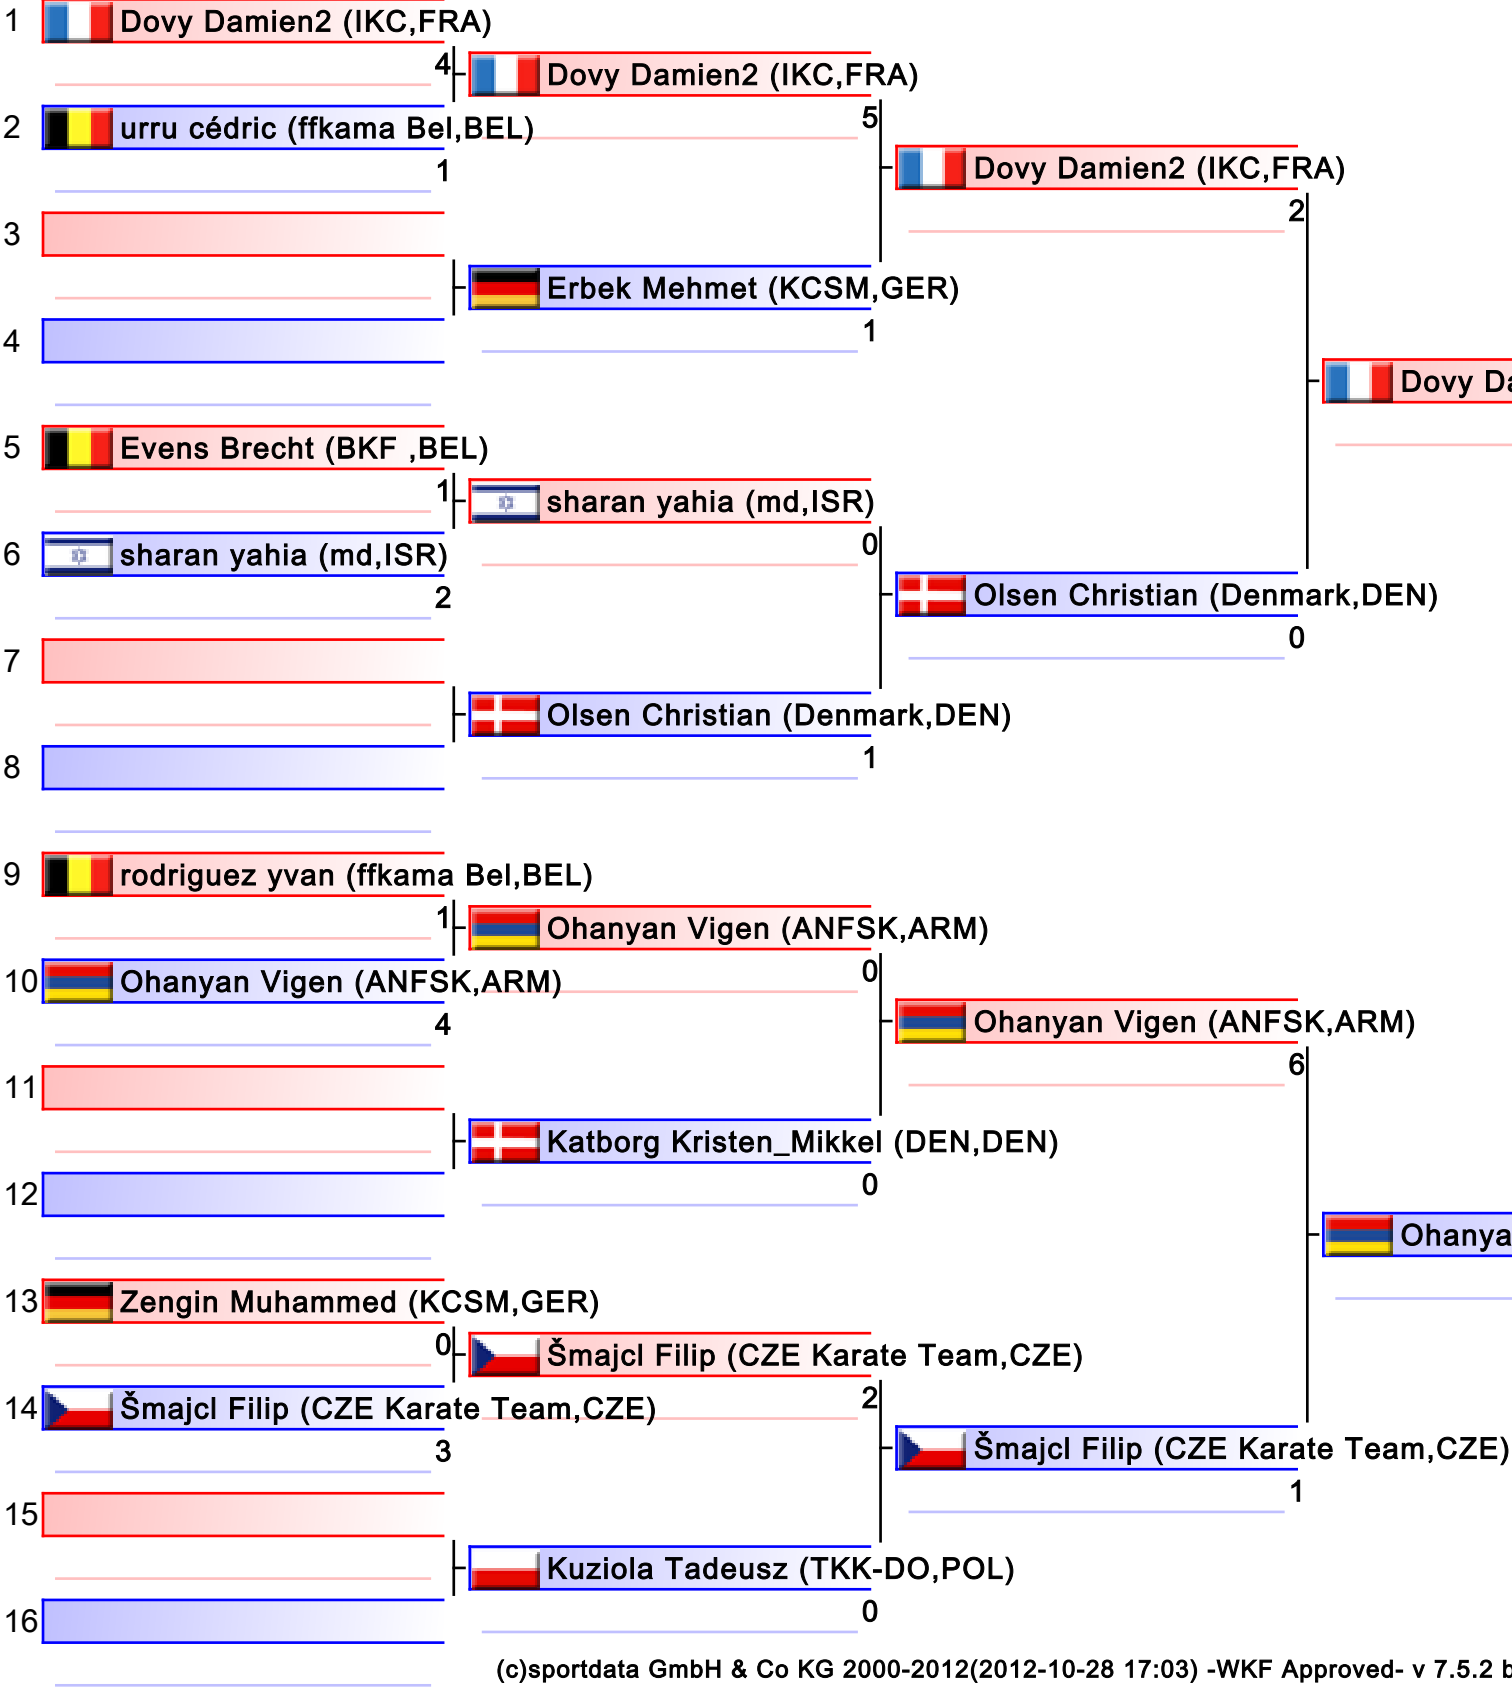 1 Dovy Damien2 (IKC,FRA)
4 Dovy Damien2 (IKC,FRA)
5
2 urru cédric (ffkama Bel,BEL)
1
Dovy Damien2 (IKC,FRA)
2
3
Erbek Mehmet (KCSM,GER)
1
4
Dovy Da
5 Evens Brecht (BKF ,BEL)
1 sharan yahia (md,ISR)
0
6 sharan yahia (md,ISR)
2
Olsen Christian (Denmark,DEN)
0
7
Olsen Christian (Denmark,DEN)
1
8
9 rodriguez yvan (ffkama Bel,BEL)
1 Ohanyan Vigen (ANFSK,ARM)
0
10 Ohanyan Vigen (ANFSK,ARM)
4
Ohanyan Vigen (ANFSK,ARM)
6
11
Katborg Kristen_Mikkel (DEN,DEN)
0
12
Ohanya
13 Zengin Muhammed (KCSM,GER)
0 Šmajcl Filip (CZE Karate Team,CZE)
2
14 Šmajcl Filip (CZE Karate Team,CZE)
3
Šmajcl Filip (CZE Karate Team,CZE)
1
15
Kuziola Tadeusz (TKK-DO,POL)
0
16
(c)sportdata GmbH & Co KG 2000-2012(2012-10-28 17:03) -WKF Approved- v 7.5.2 b